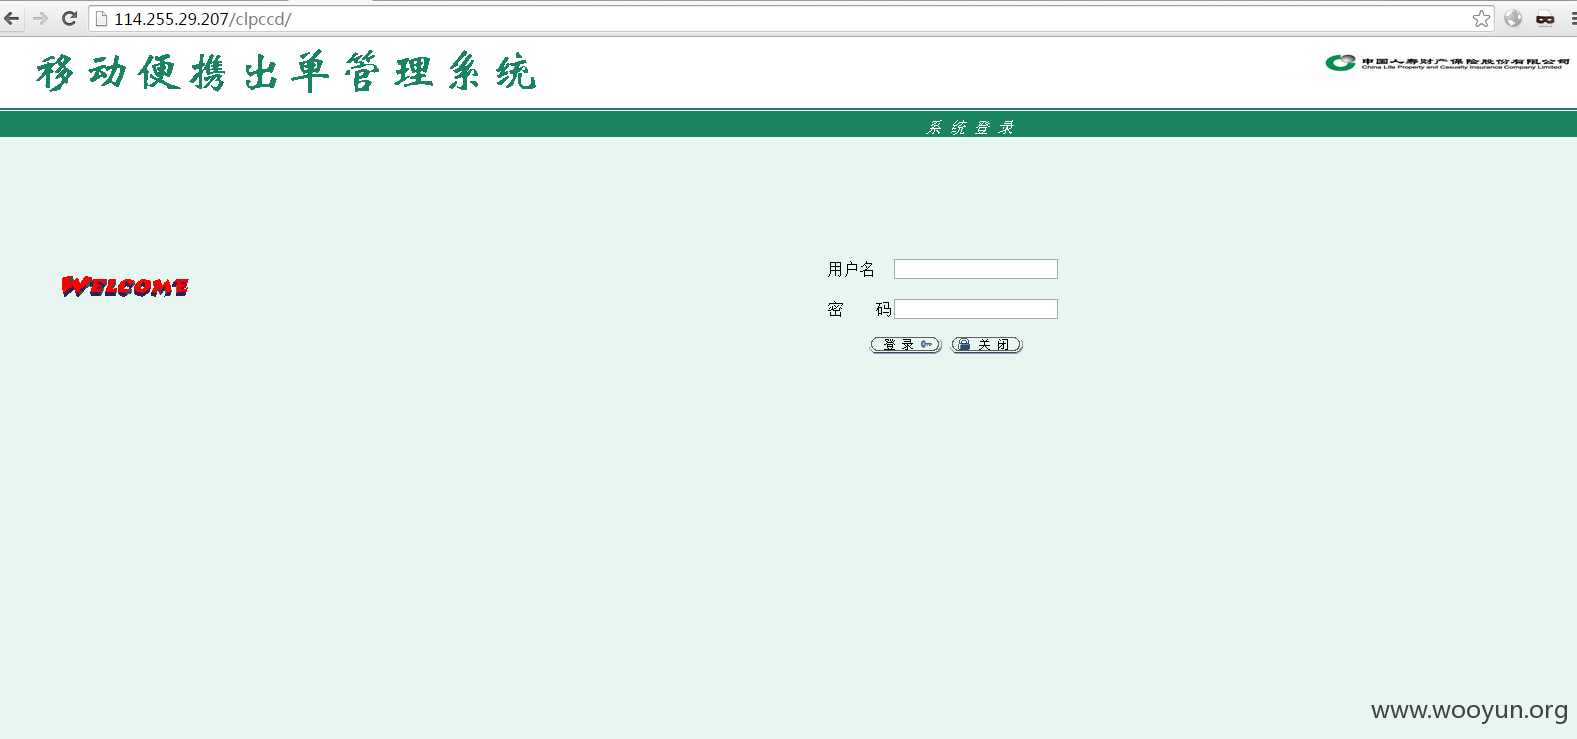 114.255.29.207/clpccd/
移动便携出单管理系统
中国人寿财产保险股份有限公司
China Life Property and Casualty Insurance Company Limited
系统登录
WELCOME
用户名
密 码
登录 关闭
www.wooyun.org